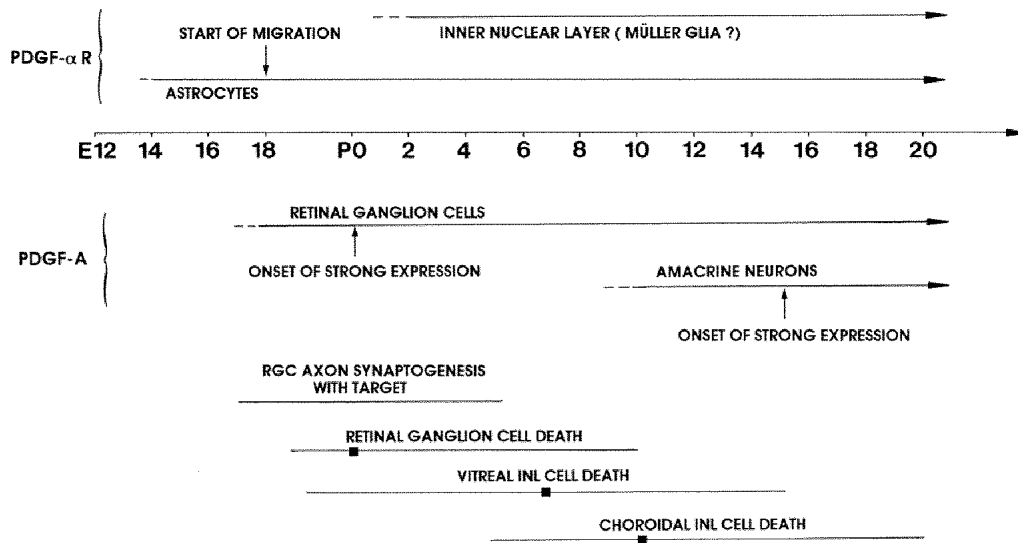 START OF MIGRATION
INNER NUCLEAR LAYER ( MÜLLER GLIA ?)
PDGF-α R
ASTROCYTES
E12 14 16 18 P0 2 4 6 8 10 12 14 16 18 20
RETINAL GANGLION CELLS
PDGF-A
ONSET OF STRONG EXPRESSION
AMACRINE NEURONS
ONSET OF STRONG EXPRESSION
RGC AXON SYNAPTOGENESIS
WITH TARGET
RETINAL GANGLION CELL DEATH
VITREAL INL CELL DEATH
CHOROIDAL INL CELL DEATH